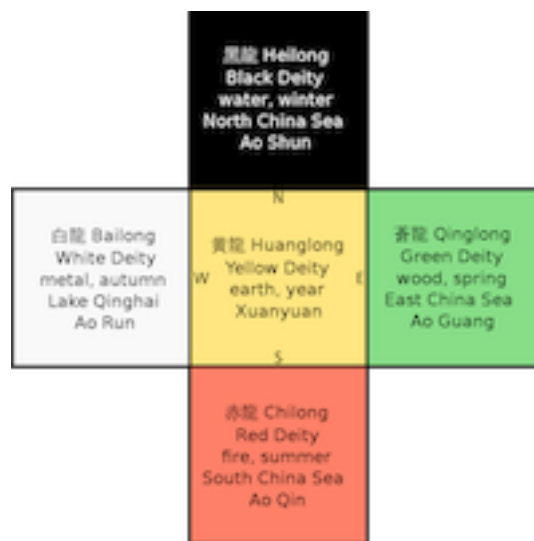 黑龍 Heilong
Black Deity
water, winter
North China Sea
Ao Shun
N
白龍 Bailong
White Deity
metal, autumn
Lake Qinghai
Ao Run
W
黄龍 Huanglong
Yellow Deity
earth, year
Xuanyuan
E
蒼龍 Qinglong
Green Deity
wood, spring
East China Sea
Ao Guang
S
赤龍 Chilong
Red Deity
fire, summer
South China Sea
Ao Qin